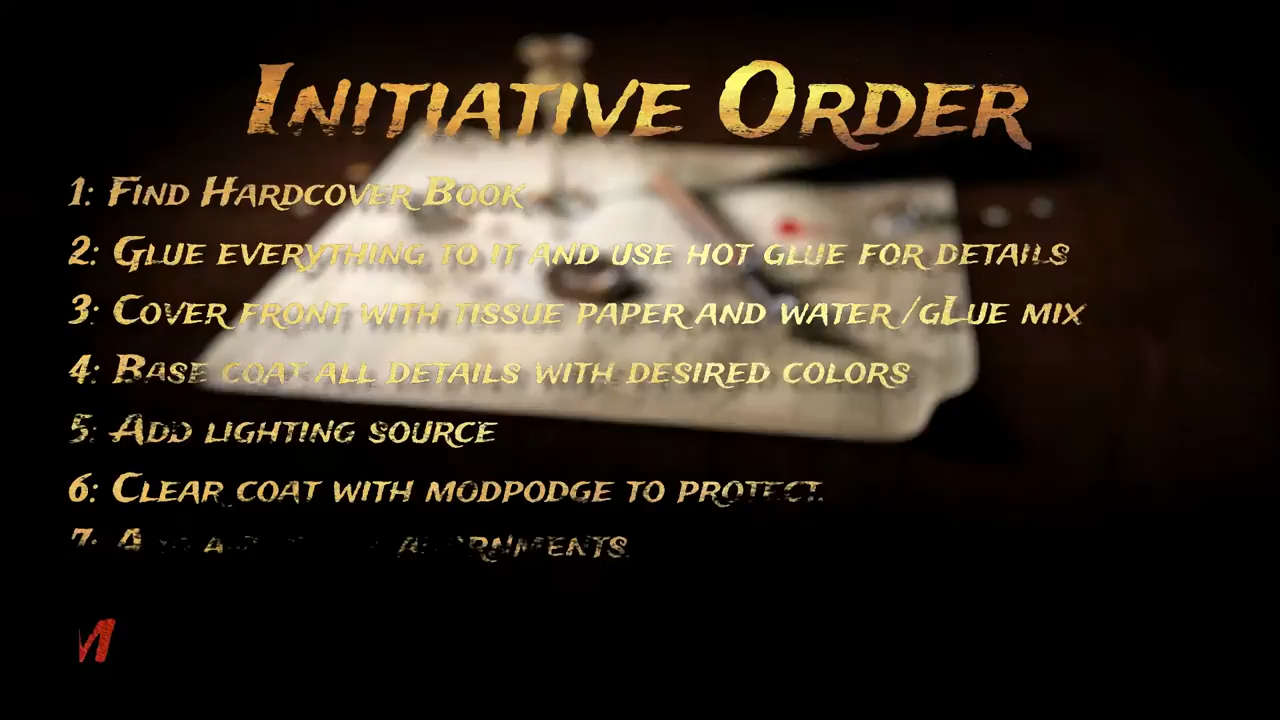 Initiative Order
1: Find Hardcover Book
2: Glue everything to it and use hot glue for details
3: Cover front with tissue paper and water/glue mix
4: Base coat all details with desired colors
5: Add lighting source
6: Clear coat with modpodge to protect.
7: